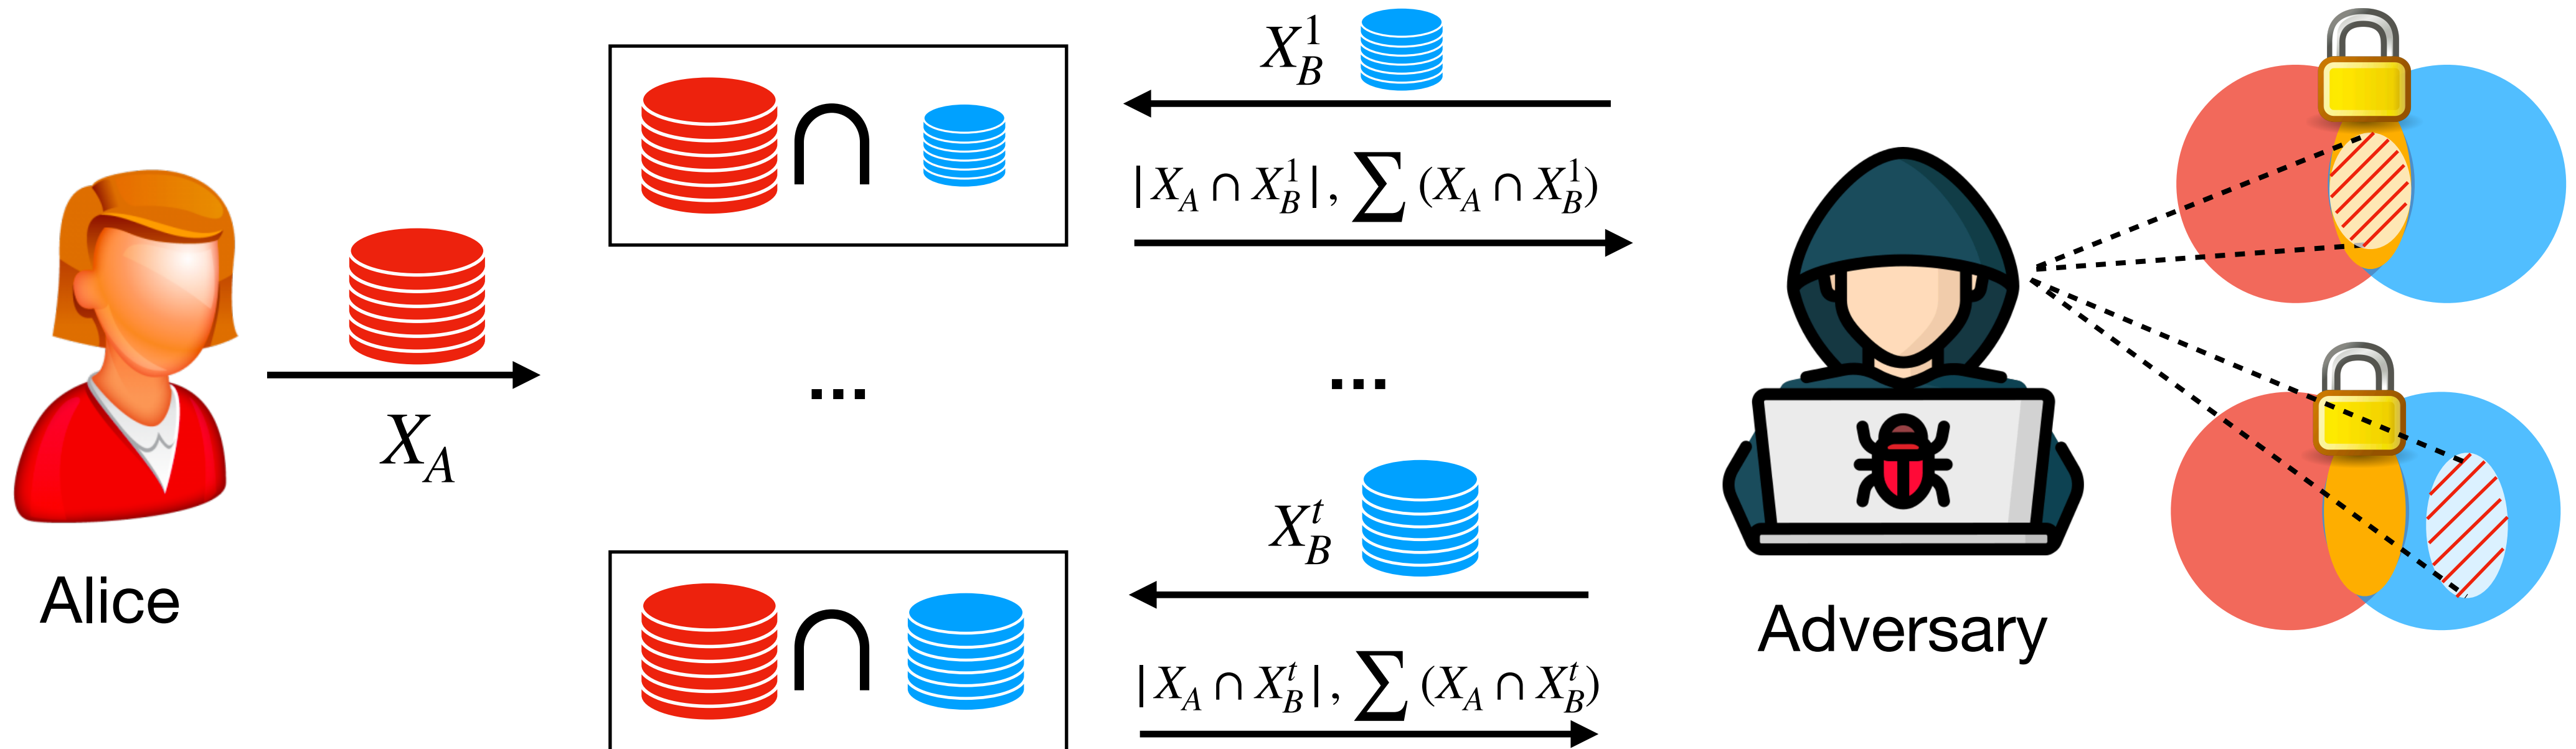 X_B^1
|X_A ∩ X_B^1|, ∑(X_A ∩ X_B^1)
∩
X_A
...
...
X_B^t
|X_A ∩ X_B^t|, ∑(X_A ∩ X_B^t)
∩
Alice
Adversary